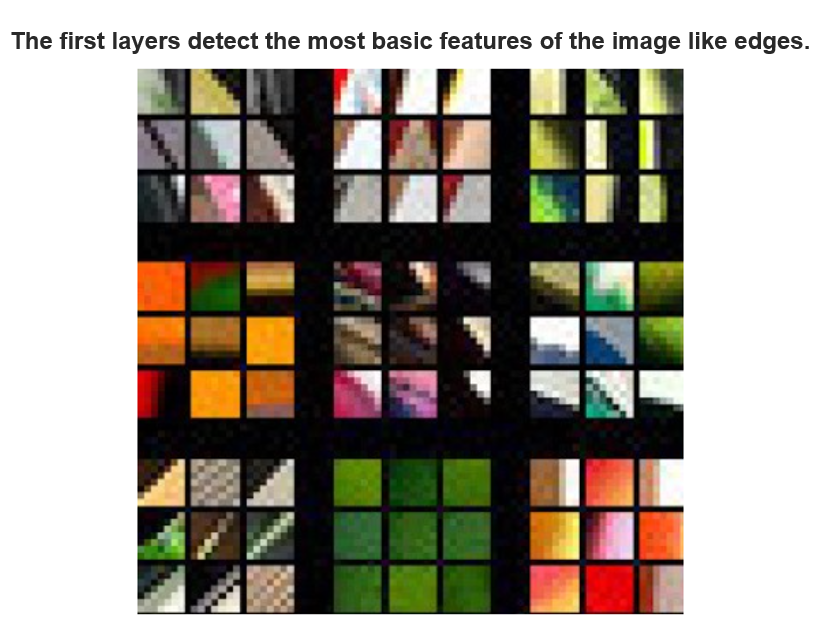 The first layers detect the most basic features of the image like edges.